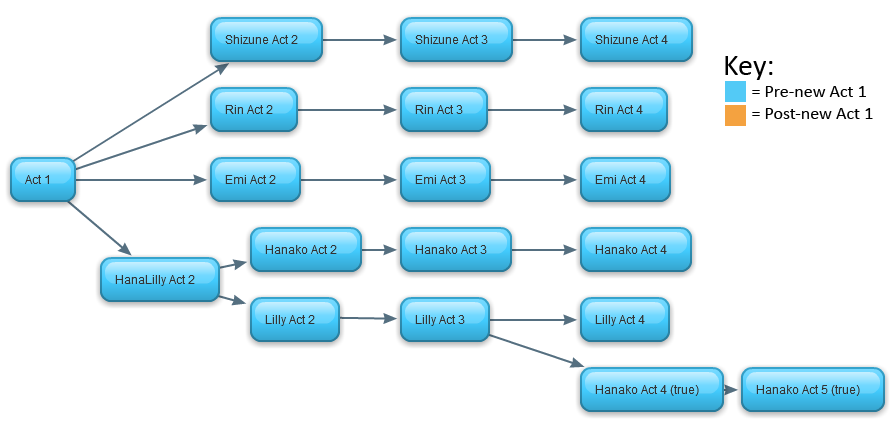 Shizune Act 2
Shizune Act 3
Shizune Act 4
Key:
= Pre-new Act 1
= Post-new Act 1
Rin Act 2
Rin Act 3
Rin Act 4
Act 1
Emi Act 2
Emi Act 3
Emi Act 4
HanaLilly Act 2
Hanako Act 2
Hanako Act 3
Hanako Act 4
Lilly Act 2
Lilly Act 3
Lilly Act 4
Hanako Act 4 (true)
Hanako Act 5 (true)